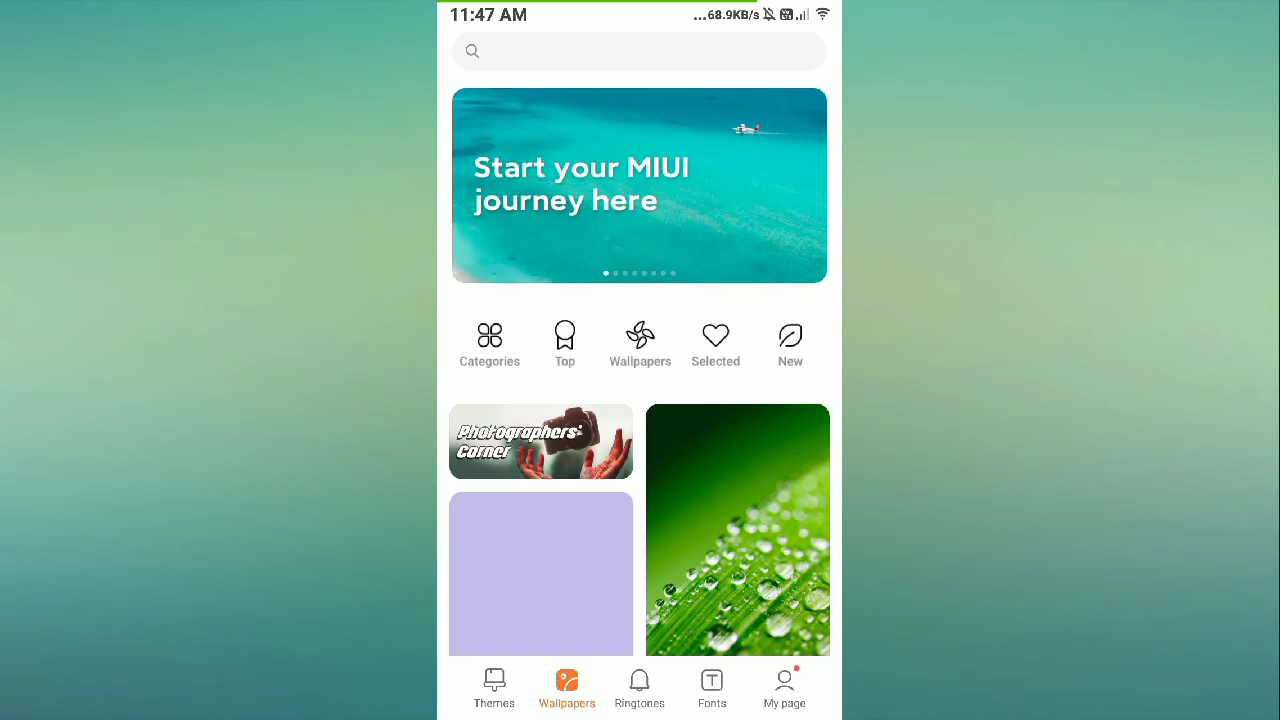 11:47 AM
...68.9KB/s
Start your MIUI
journey here
Categories
Top
Wallpapers
Selected
New
Photographers'
Corner
Themes
Wallpapers
Ringtones
Fonts
My page